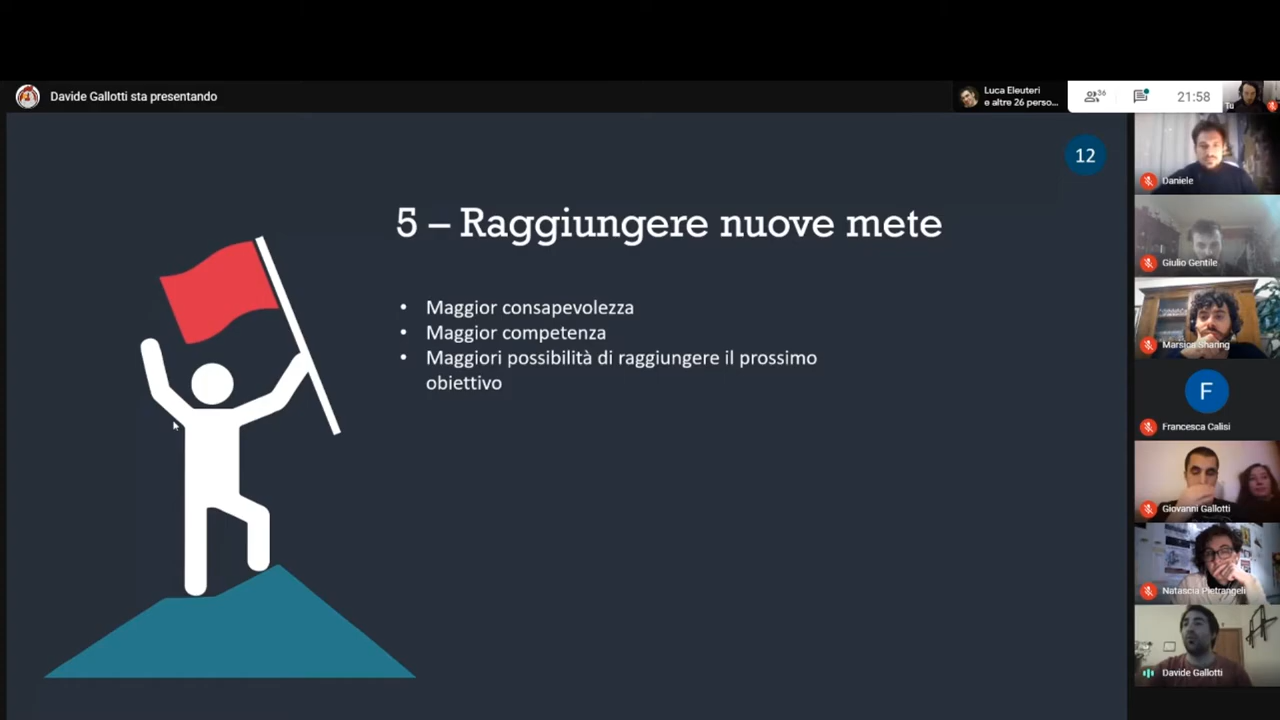 Davide Gallotti sta presentando
Luca Eleuteri
e altre 26 perso...
36
21:58
Tu
12
5 – Raggiungere nuove mete
• Maggior consapevolezza
• Maggior competenza
• Maggiori possibilità di raggiungere il prossimo
obiettivo
Daniele
Giulio Gentile
Marsica Sharing
F
Francesca Calisi
Giovanni Gallotti
Natascia Pietrangeli
Davide Gallotti